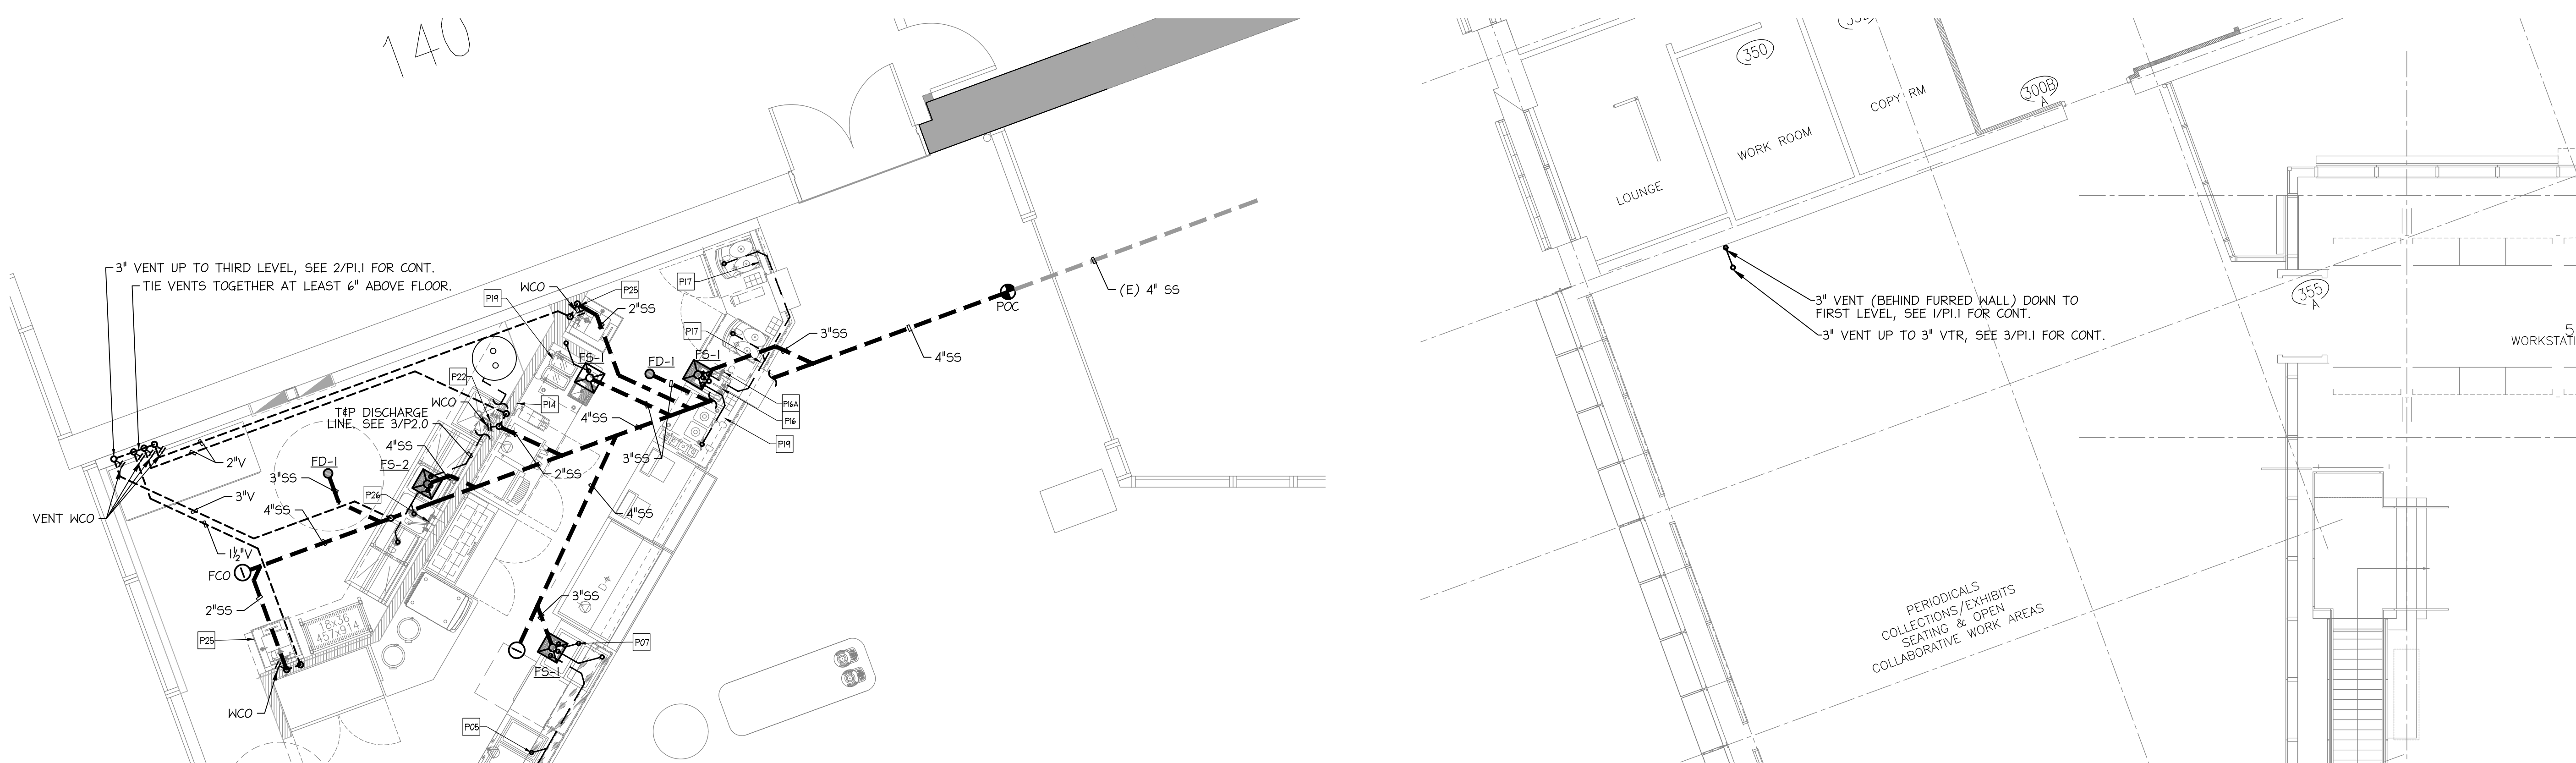 140
3" VENT UP TO THIRD LEVEL, SEE 2/P1.1 FOR CONT.
TIE VENTS TOGETHER AT LEAST 6" ABOVE FLOOR.
P19
WCO
P25
2"SS
P17
P17
3"SS
(E) 4" SS
POC
4"SS
FS-1
FD-1
FS-1
P22
WCO
P14
P16A
P16
P19
T&P DISCHARGE
LINE. SEE 3/P2.0
4"SS
4"SS
3"SS
2"V
FD-1
FS-2
2"SS
3"SS
P26
3"V
4"SS
4"SS
VENT WCO
1½"V
FCO
2"SS
3"SS
18x36
457x914
P25
P07
FS-1
WCO
P05
350
COPY RM
300B
A
WORK ROOM
LOUNGE
3" VENT (BEHIND FURRED WALL) DOWN TO
FIRST LEVEL, SEE 1/P1.1 FOR CONT.
3" VENT UP TO 3" VTR, SEE 3/P1.1 FOR CONT.
355
A
5
PERIODICALS
COLLECTIONS/EXHIBITS
SEATING & OPEN
COLLABORATIVE WORK AREAS